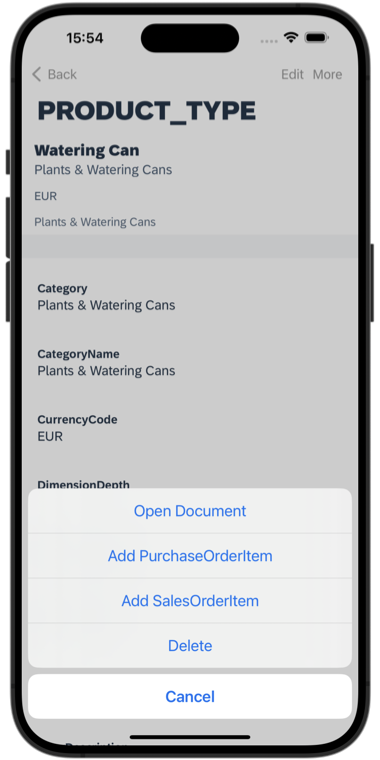 15:54
Back Edit More
PRODUCT_TYPE
Watering Can
Plants & Watering Cans
EUR
Plants & Watering Cans
Category
Plants & Watering Cans
CategoryName
Plants & Watering Cans
CurrencyCode
EUR
DimensionDepth
Open Document
Add PurchaseOrderItem
Add SalesOrderItem
Delete
Cancel